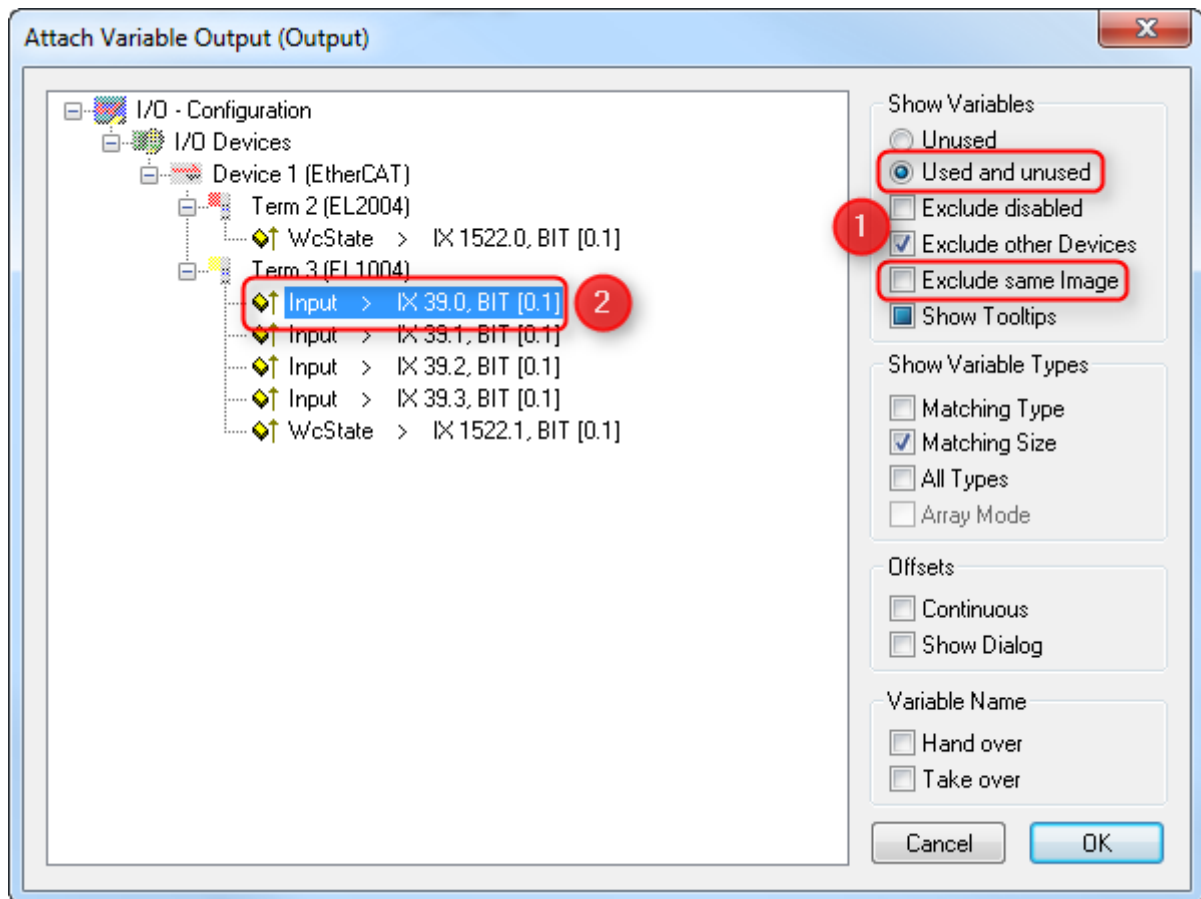 Attach Variable Output (Output)
I/O - Configuration
I/O Devices
Device 1 (EtherCAT)
Term 2 (EL2004)
WcState > IX 1522.0, BIT [0.1]
Term 3 (EL1004)
Input > IX 39.0, BIT [0.1]
2
Input > IX 39.1, BIT [0.1]
Input > IX 39.2, BIT [0.1]
Input > IX 39.3, BIT [0.1]
WcState > IX 1522.1, BIT [0.1]
Show Variables
Unused
Used and unused
1
Exclude disabled
Exclude other Devices
Exclude same Image
Show Tooltips
Show Variable Types
Matching Type
Matching Size
All Types
Array Mode
Offsets
Continuous
Show Dialog
Variable Name
Hand over
Take over
Cancel
OK